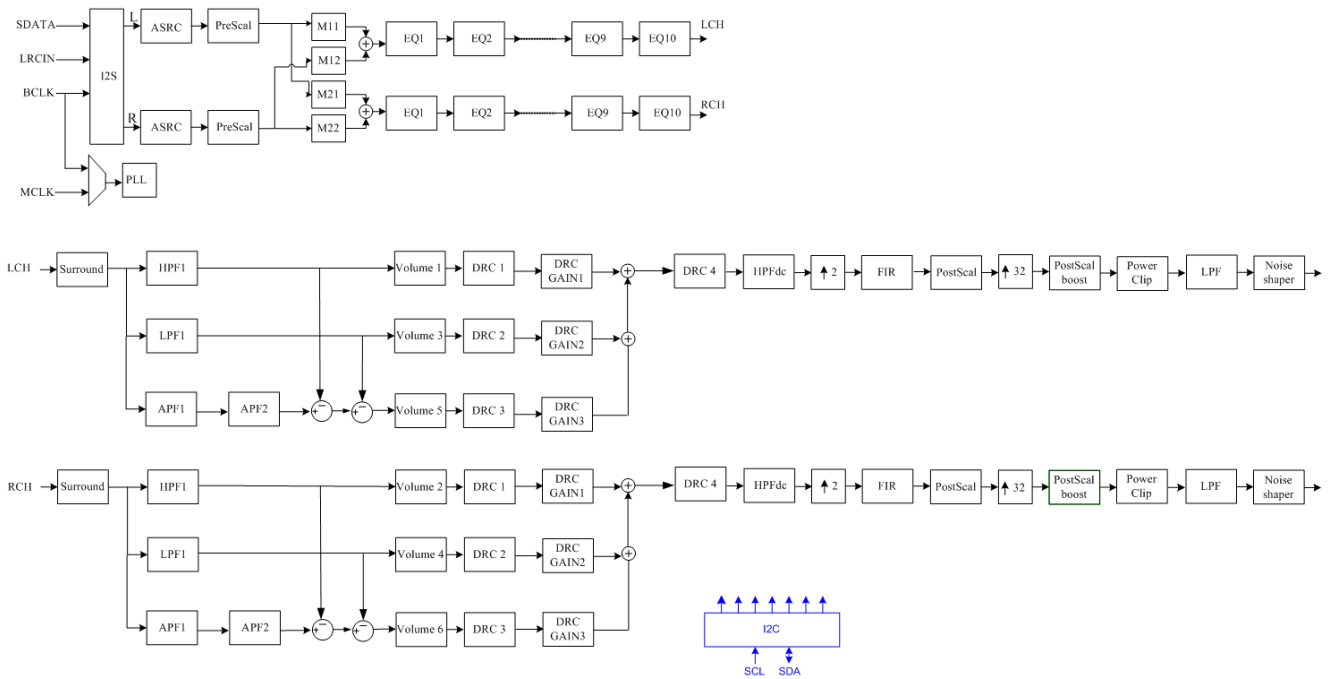 SDATA
LRCIN
BCLK
MCLK
I2S
L
R
ASRC
PreScal
ASRC
PreScal
M11
M12
M21
M22
+
+
EQ1
EQ2
EQ9
EQ10
LCH
EQ1
EQ2
EQ9
EQ10
RCH
PLL
LCH
Surround
HPF1
Volume 1
DRC 1
DRC
GAIN1
+
DRC 4
HPFdc
↑ 2
FIR
PostScal
↑ 32
PostScal
boost
Power
Clip
LPF
Noise
shaper
LPF1
Volume 3
DRC 2
DRC
GAIN2
+
APF1
APF2
+ −
+ −
Volume 5
DRC 3
DRC
GAIN3
RCH
Surround
HPF1
Volume 2
DRC 1
DRC
GAIN1
+
DRC 4
HPFdc
↑ 2
FIR
PostScal
↑ 32
PostScal
boost
Power
Clip
LPF
Noise
shaper
LPF1
Volume 4
DRC 2
DRC
GAIN2
+
APF1
APF2
+ −
+ −
Volume 6
DRC 3
DRC
GAIN3
I2C
SCL
SDA